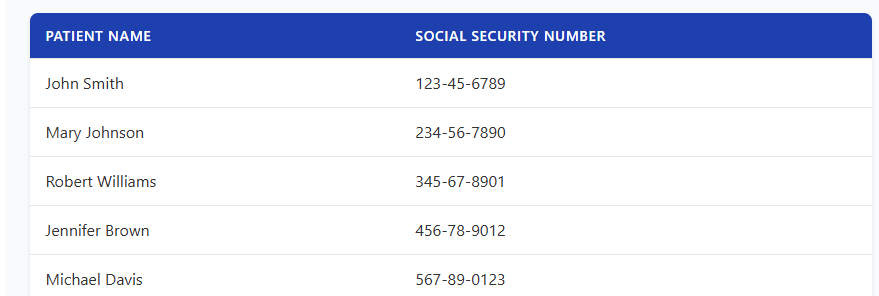 PATIENT NAME SOCIAL SECURITY NUMBER
John Smith 123-45-6789
Mary Johnson 234-56-7890
Robert Williams 345-67-8901
Jennifer Brown 456-78-9012
Michael Davis 567-89-0123